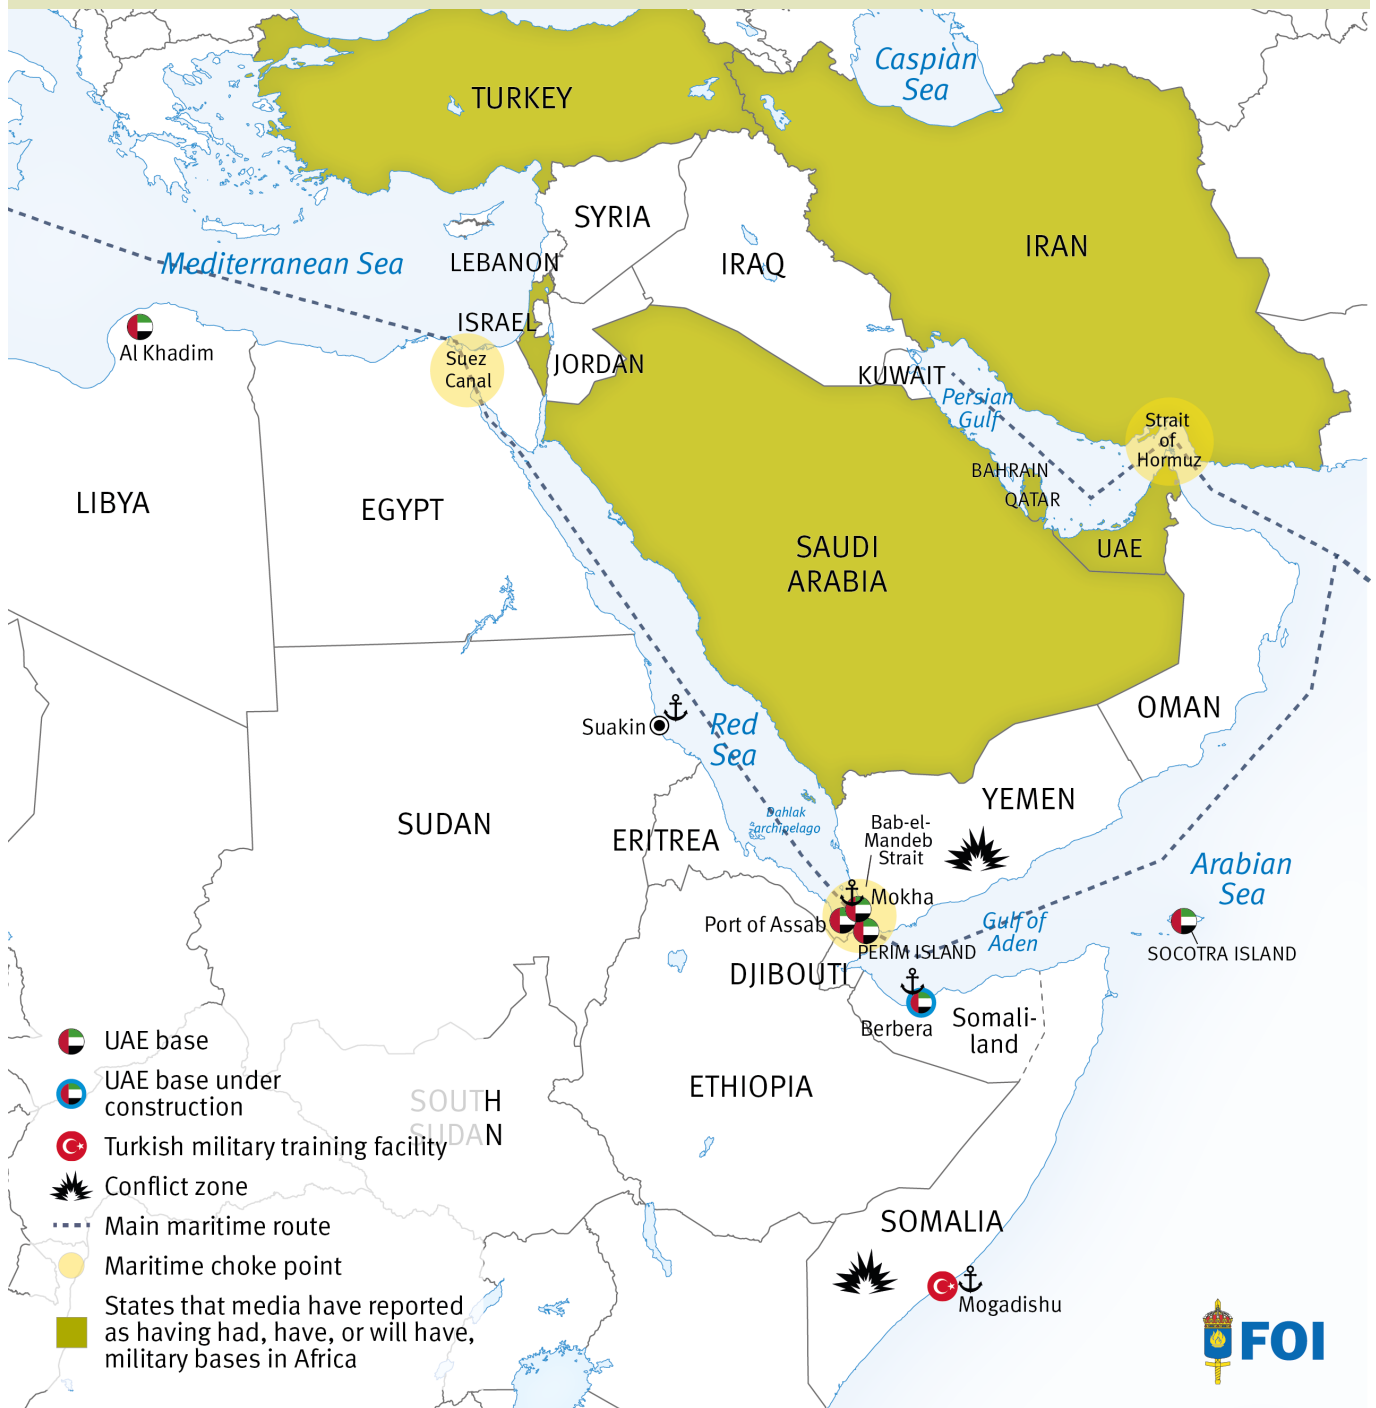 Caspian
Sea
TURKEY
SYRIA
IRAN
Mediterranean Sea
LEBANON
IRAQ
ISRAEL
Al Khadim
Suez
Canal
JORDAN
KUWAIT
Persian
Gulf
Strait
of
Hormuz
BAHRAIN
QATAR
LIBYA
EGYPT
SAUDI
ARABIA
UAE
OMAN
Suakin
Red
Sea
YEMEN
Dahlak
archipelago
SUDAN
ERITREA
Bab-el-
Mandeb
Strait
Arabian
Sea
Mokha
Port of Assab
Gulf of
Aden
PERIM ISLAND
SOCOTRA ISLAND
DJIBOUTI
Berbera
Somali-
land
ETHIOPIA
SOUTH
SUDAN
SOMALIA
Mogadishu
UAE base
UAE base under
construction
Turkish military training facility
Conflict zone
Main maritime route
Maritime choke point
States that media have reported
as having had, have, or will have,
military bases in Africa
FOI